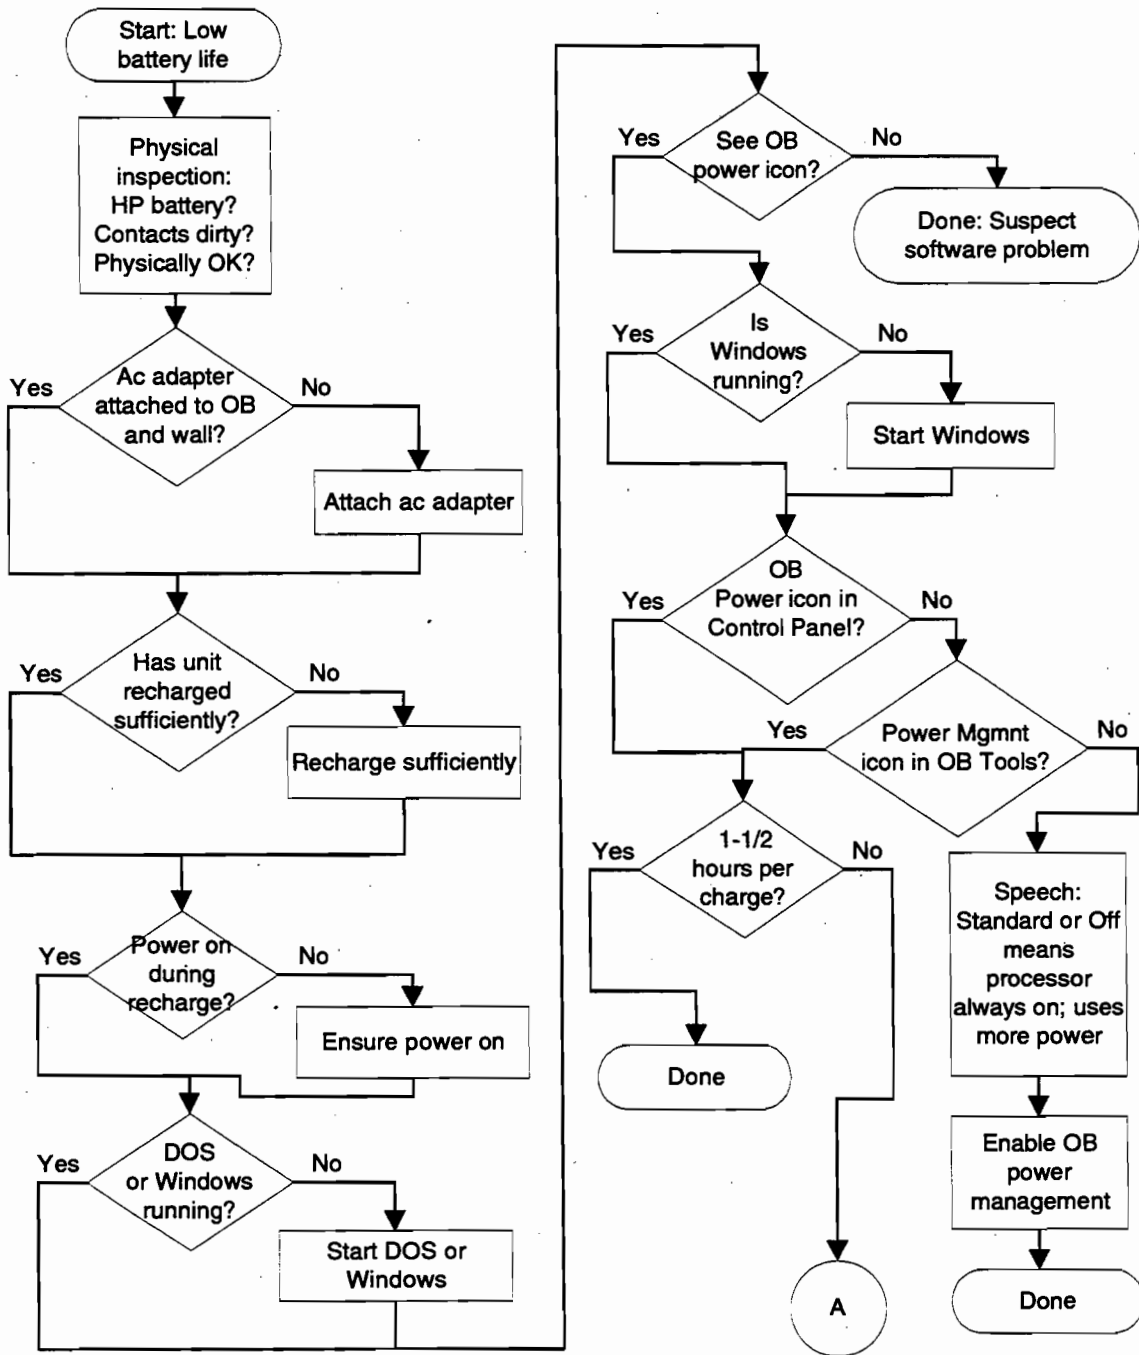 Start: Low
battery life
Physical
inspection:
HP battery?
Contacts dirty?
Physically OK?
Yes
Ac adapter
attached to OB
and wall?
No
Attach ac adapter
Yes
Has unit
recharged
sufficiently?
No
Recharge sufficiently
Yes
Power on
during
recharge?
No
Ensure power on
Yes
DOS
or Windows
running?
No
Start DOS or
Windows
Yes
See OB
power icon?
No
Done: Suspect
software problem
Yes
Is
Windows
running?
No
Start Windows
Yes
OB
Power icon in
Control Panel?
No
Yes
Power Mgmnt
icon in OB Tools?
No
Yes
1-1/2
hours per
charge?
No
Done
A
Speech:
Standard or Off
means
processor
always on; uses
more power
Enable OB
power
management
Done